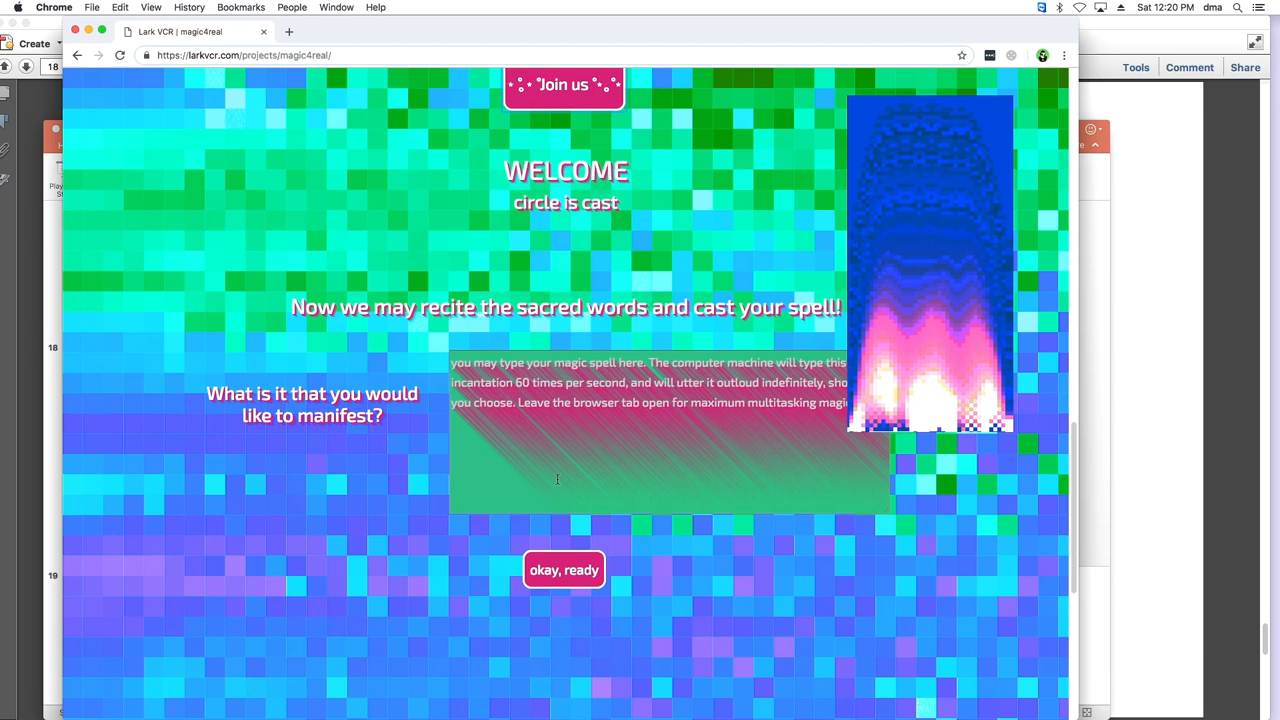 Chrome File Edit View History Bookmarks People Window Help Sat 12:20 PM dma
Lark VCR | magic4real
Create
https://larkvcr.com/projects/magic4real/
18 Tools Comment Share
˚Join us˚
WELCOME
circle is cast
Now we may recite the sacred words and cast your spell!
18
you may type your magic spell here. The computer machine will type this
incantation 60 times per second, and will utter it outloud indefinitely, sho
you choose. Leave the browser tab open for maximum multitasking magic
What is it that you would
like to manifest?
okay, ready
19